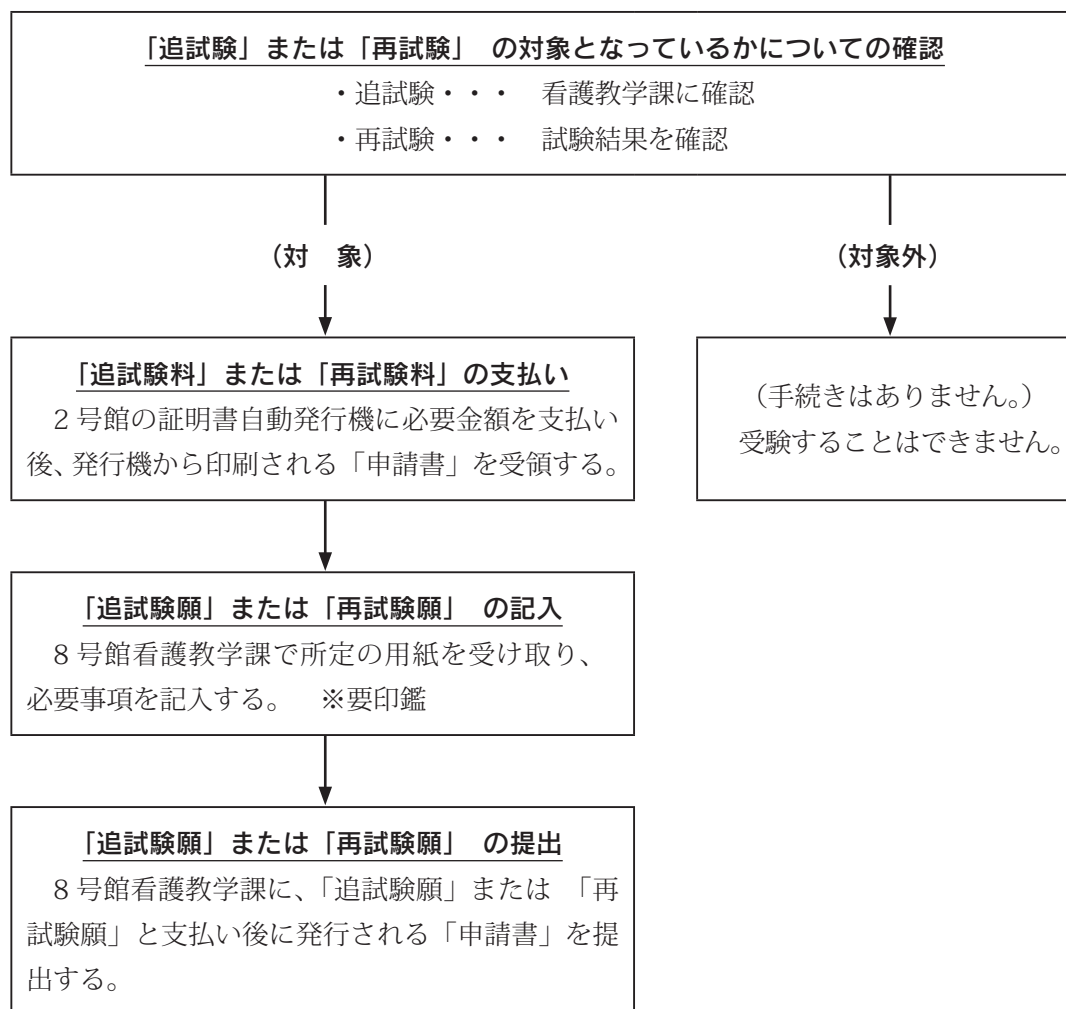 「追試験」または「再試験」 の対象となっているかについての確認
・追試験・・・ 看護教学課に確認
・再試験・・・ 試験結果を確認
(対 象)
(対象外)
「追試験料」または「再試験料」の支払い
2号館の証明書自動発行機に必要金額を支払い
後、発行機から印刷される「申請書」を受領する。
(手続きはありません。)
受験することはできません。
「追試験願」または「再試験願」 の記入
8号館看護教学課で所定の用紙を受け取り、
必要事項を記入する。 ※要印鑑
「追試験願」または「再試験願」 の提出
8号館看護教学課に、「追試験願」または 「再
試験願」と支払い後に発行される「申請書」を提
出する。